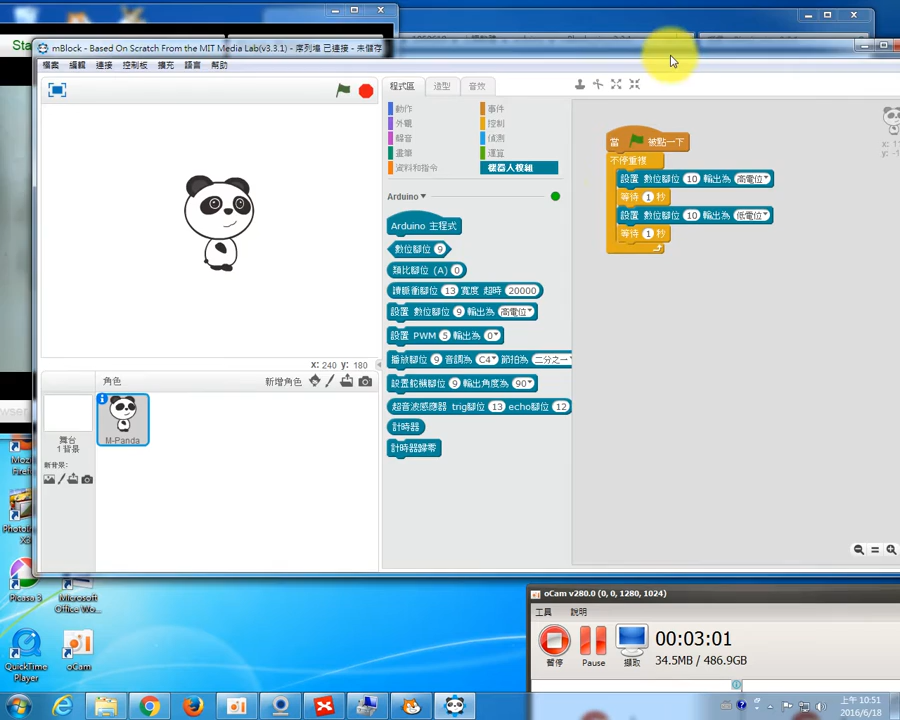 Sta
mBlock - Based On Scratch From the MIT Media Lab(v3.3.1) - 序列埠 已連接 - 未儲存
檔案 編輯 連接 控制板 擴充 語言 幫助
程式區 造型 音效
動作 事件
外觀 控制
聲音 偵測
畫筆 運算
資料和指令 機器人模組
Arduino
Arduino 主程式
數位腳位 9
類比腳位 (A) 0
讀脈衝腳位 13 寬度 超時 20000
設置 數位腳位 9 輸出為 高電位
設置 PWM 5 輸出為 0
播放腳位 9 音調為 C4 節拍為 二分之一
設置舵機腳位 9 輸出角度為 90
超音波感應器 trig腳位 13 echo腳位 12
計時器
計時器歸零
當 被點一下
不停重複
設置 數位腳位 10 輸出為 高電位
等待 1 秒
設置 數位腳位 10 輸出為 低電位
等待 1 秒
x: 240 y: 180
角色 新增角色:
M-Panda
舞台
1 背景
新背景:
Picasa 3
Microsoft
Office Wo...
QuickTime
Player
oCam
oCam v280.0 (0, 0, 1280, 1024)
工具 說明
暫停 Pause 擷取
00:03:01
34.5MB / 486.9GB
上午 10:51
2016/6/18